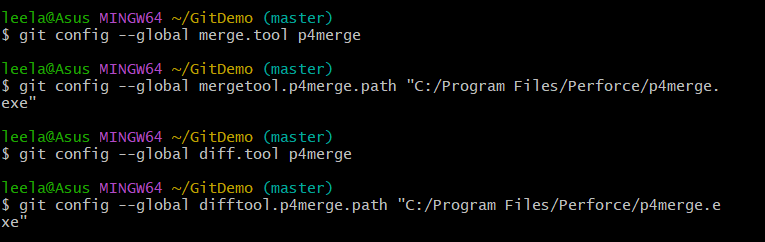 leela@Asus MINGW64 ~/GitDemo (master)
$ git config --global merge.tool p4merge
leela@Asus MINGW64 ~/GitDemo (master)
$ git config --global mergetool.p4merge.path "C:/Program Files/Perforce/p4merge.
exe"
leela@Asus MINGW64 ~/GitDemo (master)
$ git config --global diff.tool p4merge
leela@Asus MINGW64 ~/GitDemo (master)
$ git config --global difftool.p4merge.path "C:/Program Files/Perforce/p4merge.e
xe"